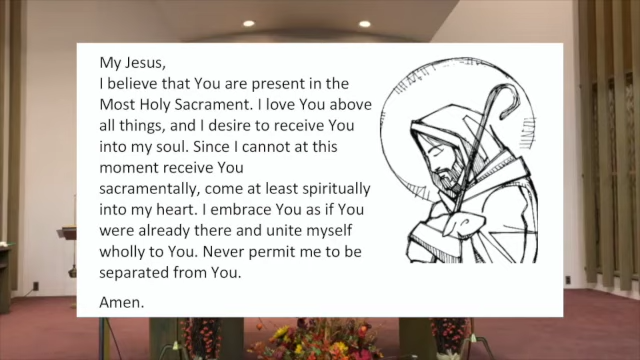 My Jesus,
I believe that You are present in the
Most Holy Sacrament. I love You above
all things, and I desire to receive You
into my soul. Since I cannot at this
moment receive You
sacramentally, come at least spiritually
into my heart. I embrace You as if You
were already there and unite myself
wholly to You. Never permit me to be
separated from You.
Amen.